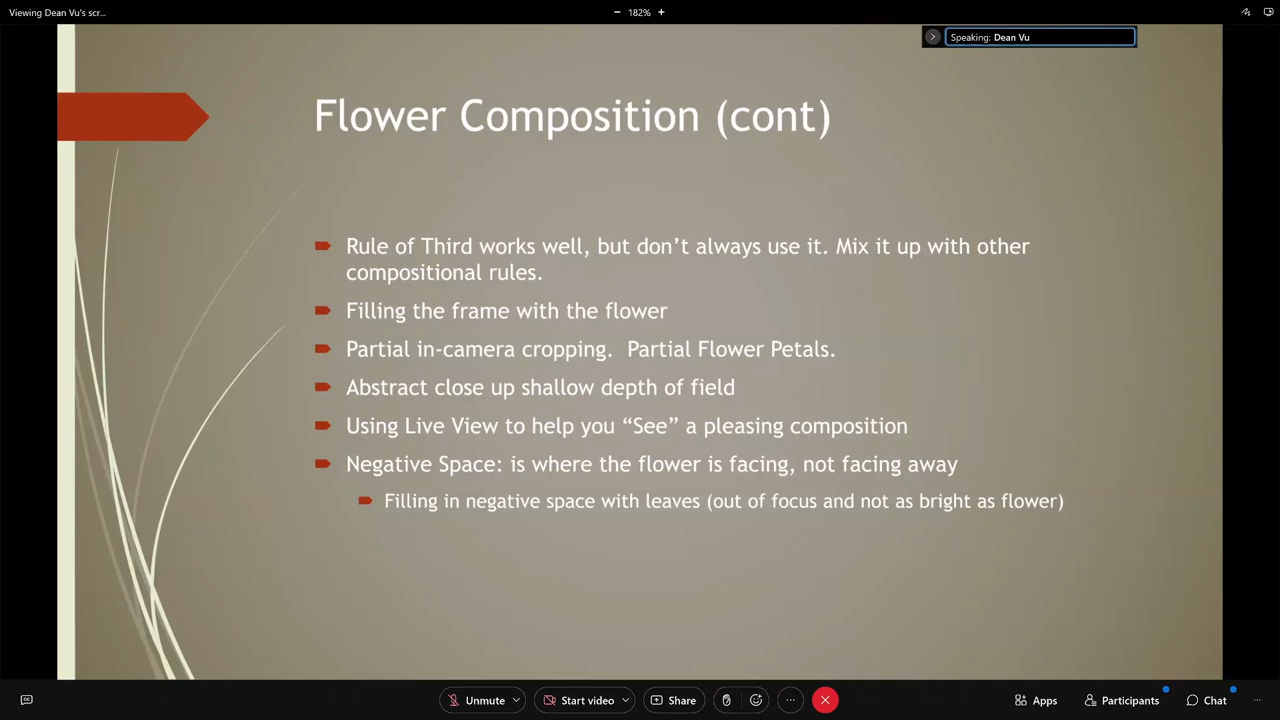 Viewing Dean Vu's scr...
182%
Speaking: Dean Vu
Flower Composition (cont)
Rule of Third works well, but don’t always use it. Mix it up with other
compositional rules.
Filling the frame with the flower
Partial in-camera cropping.  Partial Flower Petals.
Abstract close up shallow depth of field
Using Live View to help you “See” a pleasing composition
Negative Space: is where the flower is facing, not facing away
Filling in negative space with leaves (out of focus and not as bright as flower)
Unmute
Start video
Share
Apps
Participants
Chat